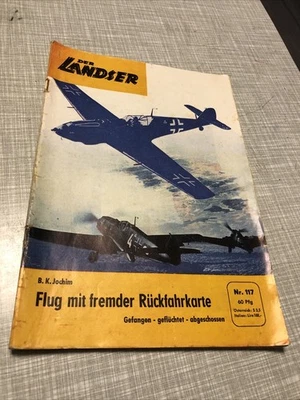 DER
LANDSER
B. K. Jochim
Flug mit fremder Rückfahrkarte
Gefangen - geflüchtet - abgeschossen
Nr. 117
60 Pfg